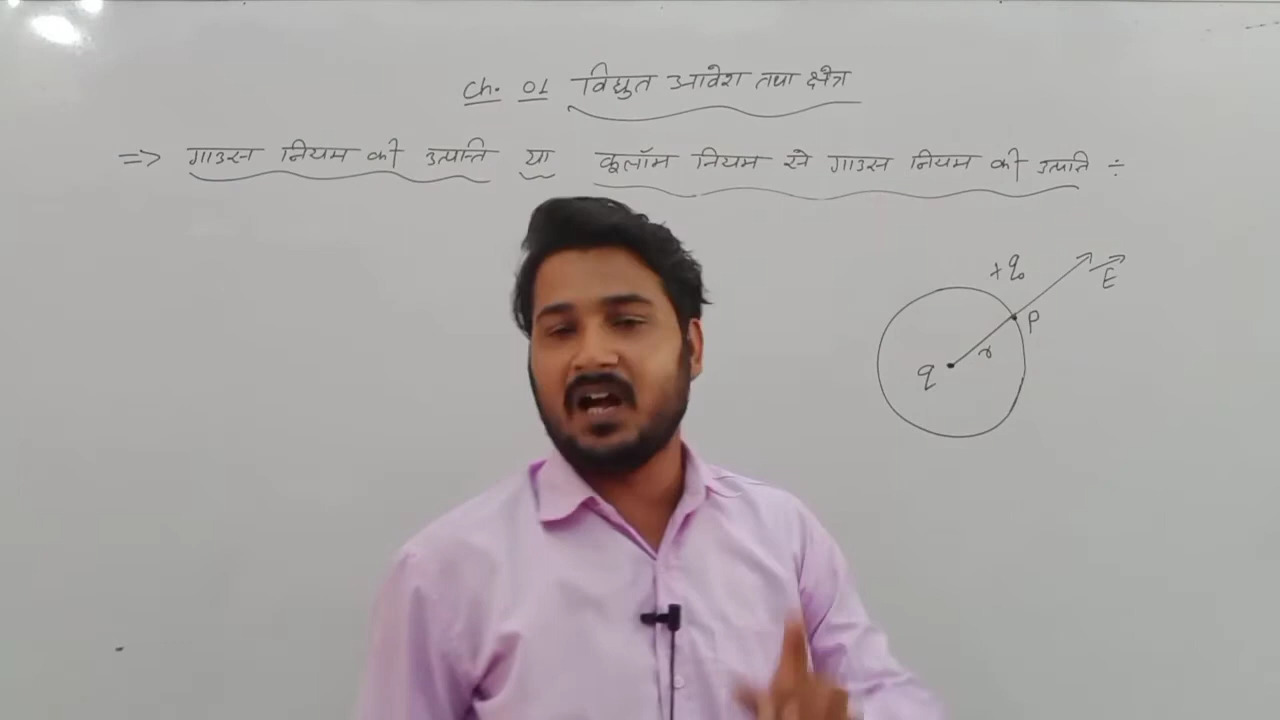 Ch. 01 विद्युत आवेश तथा क्षेत्र
=> गाउस नियम की उत्पत्ति या कूलॉम नियम से गाउस नियम की उत्पत्ति ÷
+q₀
E
P
r
q